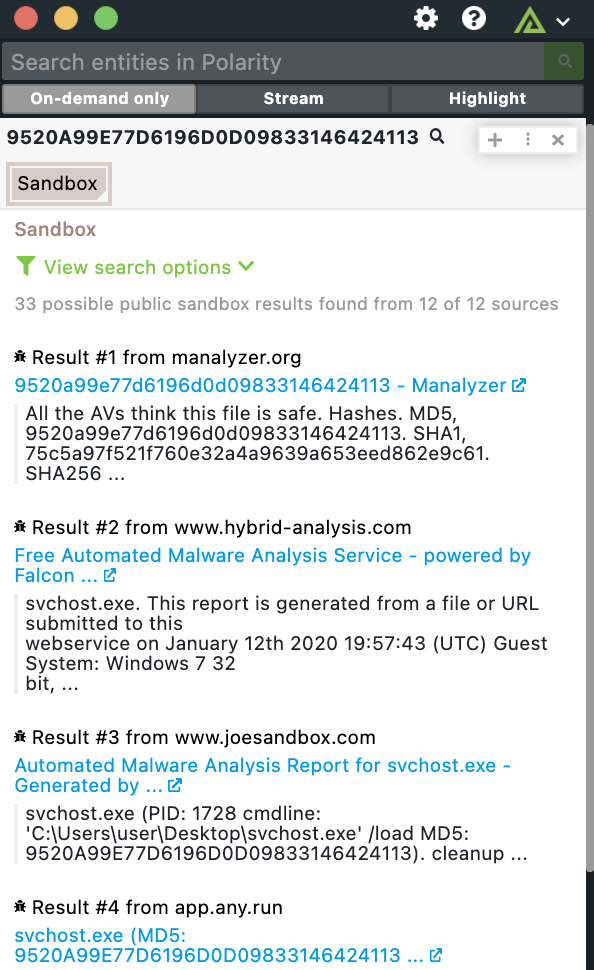 Search entities in Polarity
On-demand only
Stream
Highlight
9520A99E77D6196D0D09833146424113
Sandbox
Sandbox
View search options
33 possible public sandbox results found from 12 of 12 sources
Result #1 from manalyzer.org
9520a99e77d6196d0d09833146424113 - Manalyzer
All the AVs think this file is safe. Hashes. MD5,
9520a99e77d6196d0d09833146424113. SHA1,
75c5a97f521f760e32a4a9639a653eed862e9c61.
SHA256 ...
Result #2 from www.hybrid-analysis.com
Free Automated Malware Analysis Service - powered by
Falcon ...
svchost.exe. This report is generated from a file or URL
submitted to this
webservice on January 12th 2020 19:57:43 (UTC) Guest
System: Windows 7 32
bit, ...
Result #3 from www.joesandbox.com
Automated Malware Analysis Report for svchost.exe -
Generated by ...
svchost.exe (PID: 1728 cmdline:
'C:\Users\user\Desktop\svchost.exe' /load MD5:
9520A99E77D6196D0D09833146424113). cleanup ...
Result #4 from app.any.run
svchost.exe (MD5:
9520A99E77D6196D0D09833146424113 ...